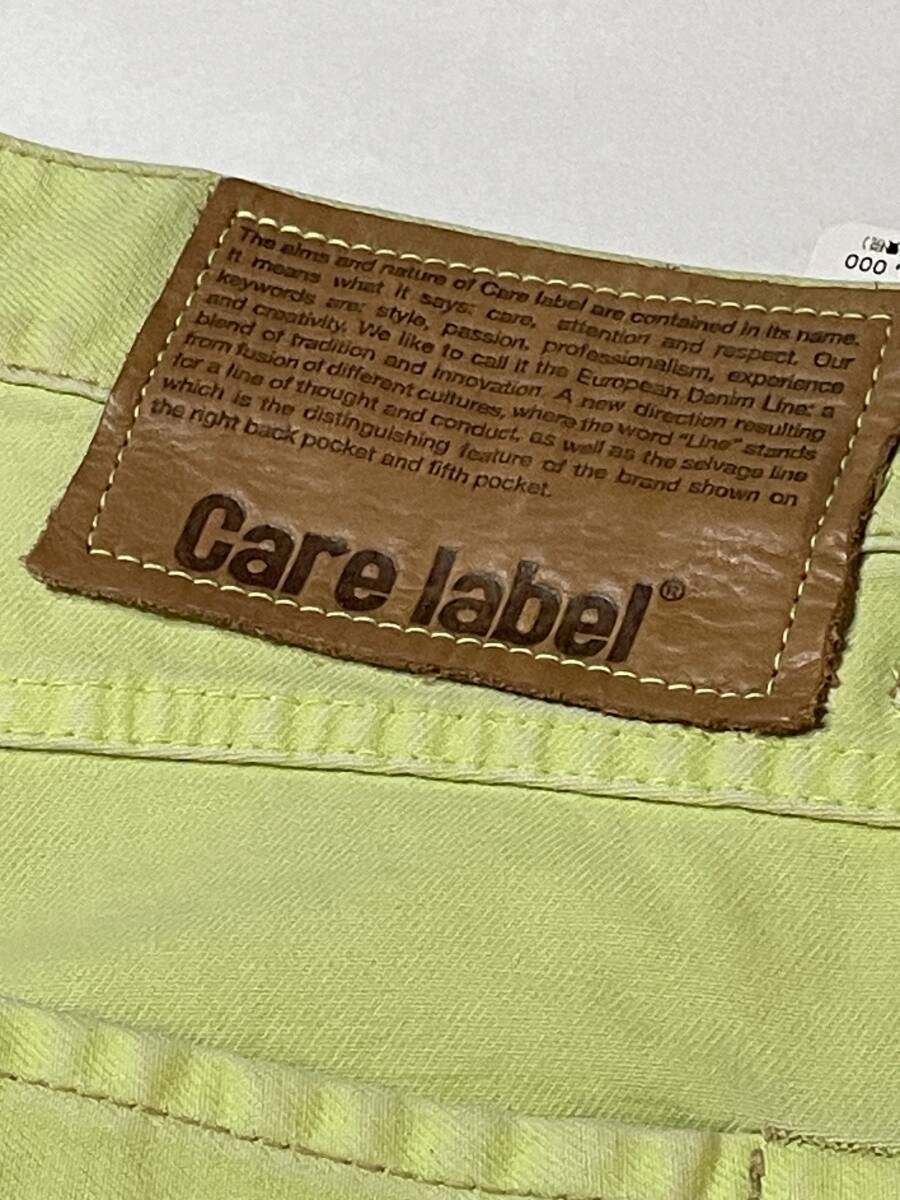 The aims and nature of Care label are contained in its name.
It means what it says: care, attention and respect. Our
keywords are: style, passion, professionalism, experience
and creativity. We like to call it the European Denim Line: a
blend of tradition and innovation. A new direction resulting
from fusion of different cultures, where the word "Line" stands
for a line of thought and conduct, as well as the selvage line
which is the distinguishing feature of the brand shown on
the right back pocket and fifth pocket.
Care label®
000